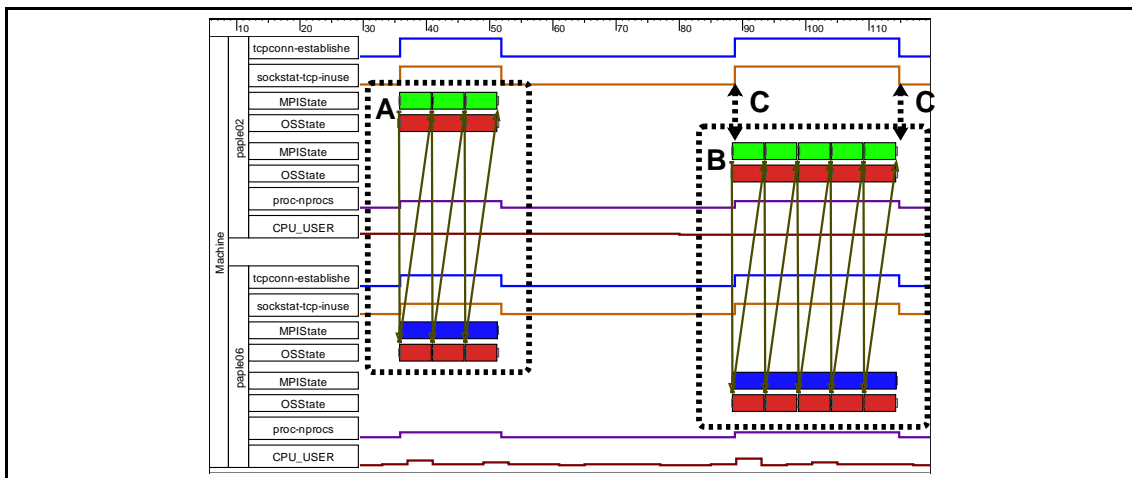 10 20 30 40 50 60 70 80 90 100 110
tcpconn-establishe
sockstat-tcp-inuse
MPIState
OSState
MPIState
OSState
proc-nprocs
CPU_USER
paple02
tcpconn-establishe
sockstat-tcp-inuse
MPIState
OSState
MPIState
OSState
proc-nprocs
CPU_USER
paple06
Machine
A
B
C
C